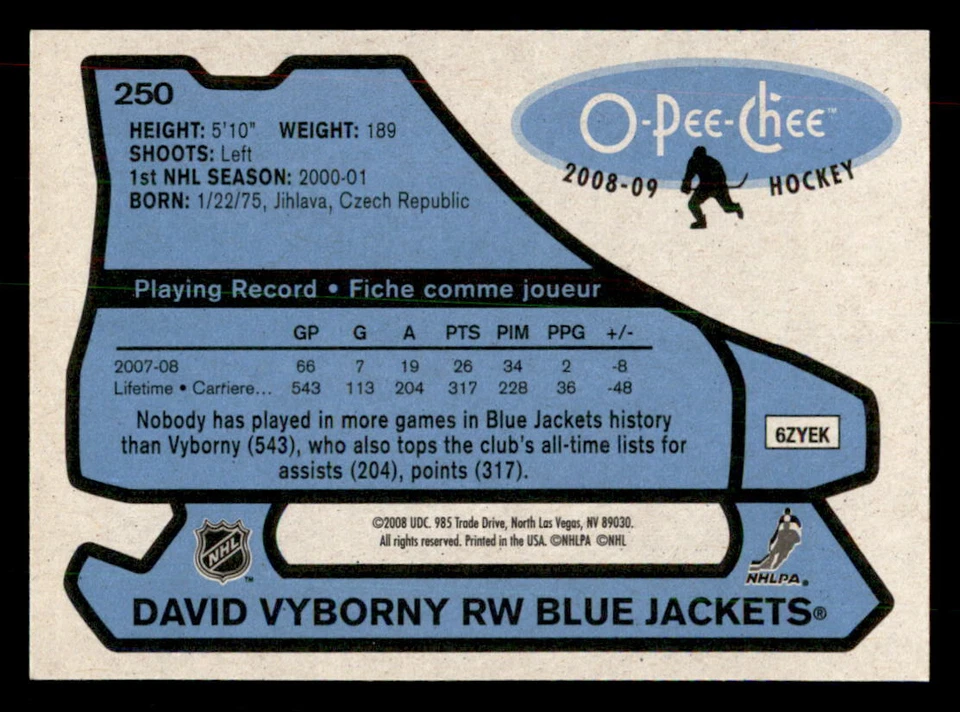 250
HEIGHT: 5'10" WEIGHT: 189
SHOOTS: Left
1st NHL SEASON: 2000-01
BORN: 1/22/75, Jihlava, Czech Republic
O-Pee-Chee™
2008-09 HOCKEY
Playing Record • Fiche comme joueur
GP G A PTS PIM PPG +/-
2007-08 66 7 19 26 34 2 -8
Lifetime • Carriere... 543 113 204 317 228 36 -48
Nobody has played in more games in Blue Jackets history
than Vyborny (543), who also tops the club's all-time lists for
assists (204), points (317).
6ZYEK
©2008 UDC. 985 Trade Drive, North Las Vegas, NV 89030.
All rights reserved. Printed in the USA. ©NHLPA ©NHL
NHL™
NHLPA®
DAVID VYBORNY RW BLUE JACKETS®